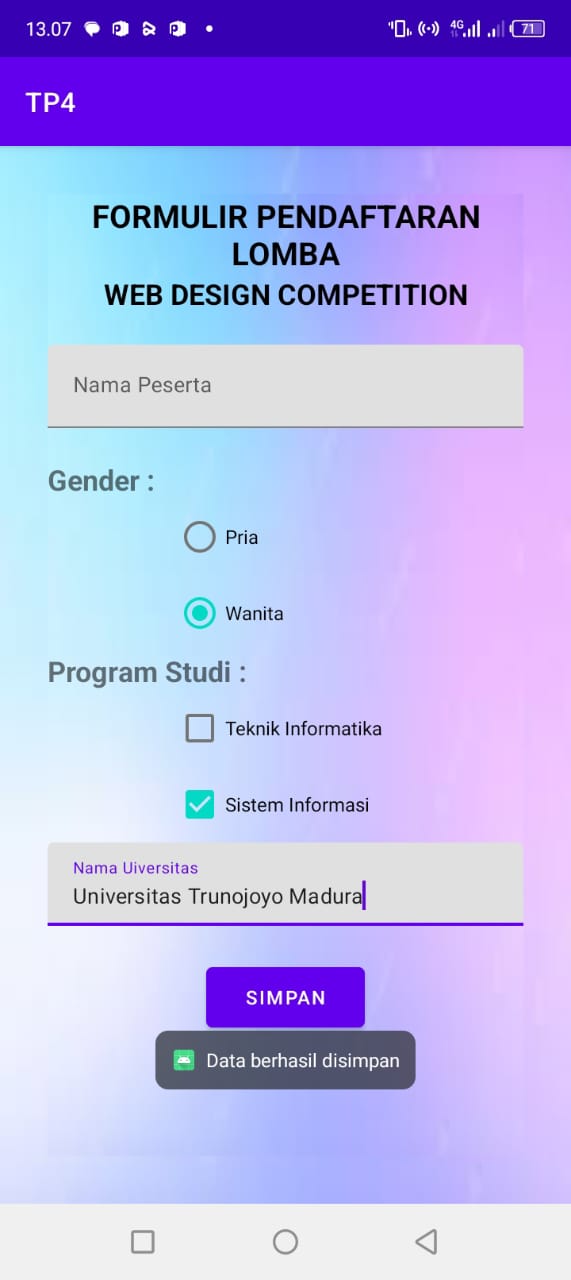 13.07
4G
71
TP4
FORMULIR PENDAFTARAN
LOMBA
WEB DESIGN COMPETITION
Nama Peserta
Gender :
Pria
Wanita
Program Studi :
Teknik Informatika
Sistem Informasi
Nama Uiversitas
Universitas Trunojoyo Madura
SIMPAN
Data berhasil disimpan